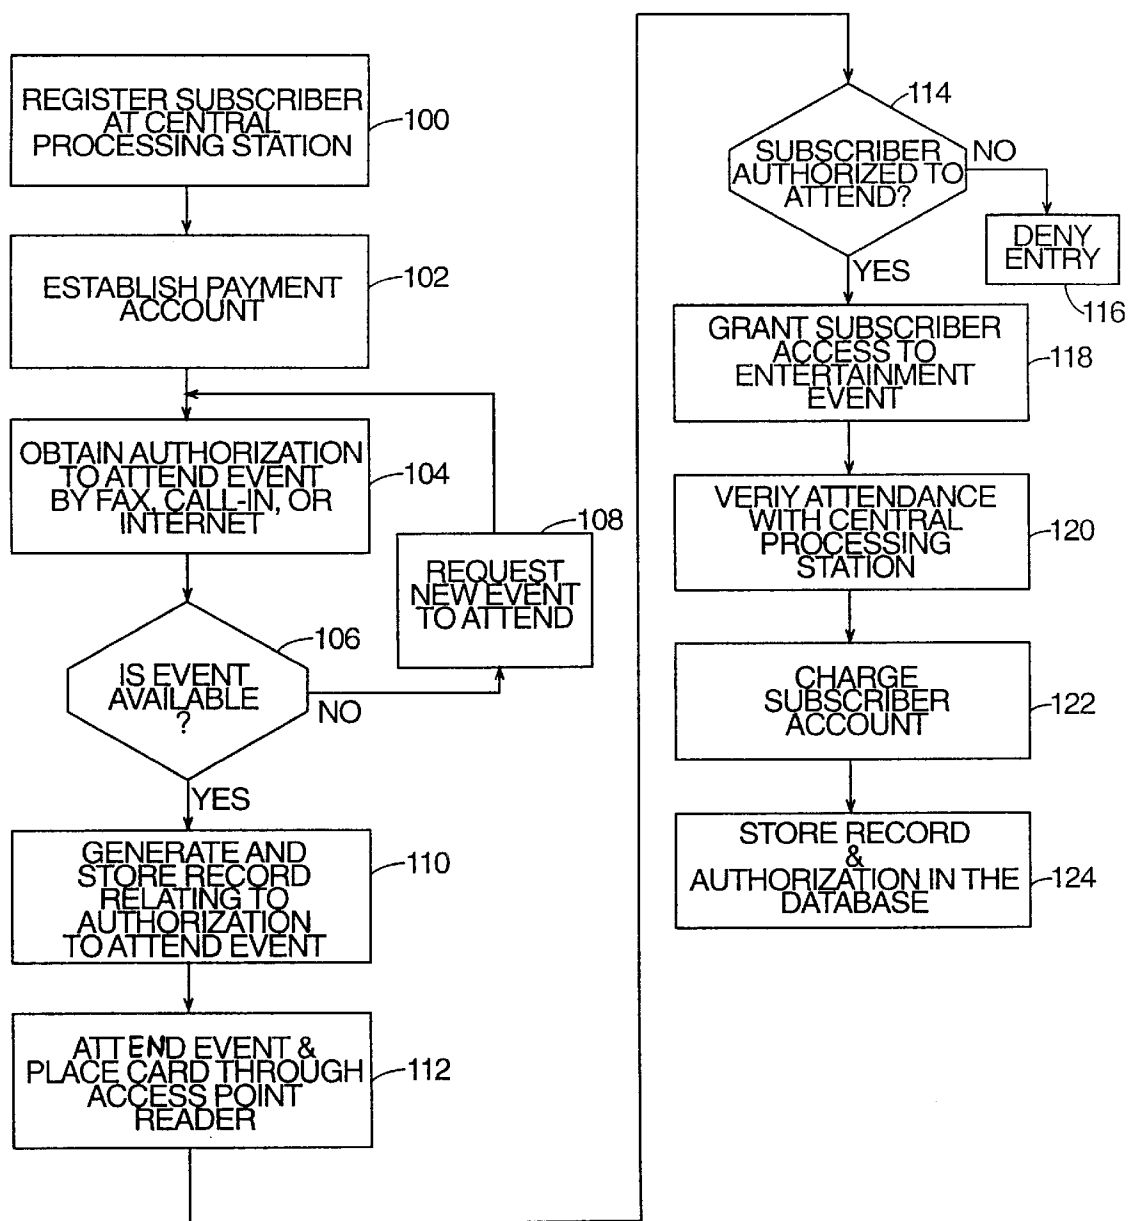 REGISTER SUBSCRIBER
AT CENTRAL
PROCESSING STATION
100
ESTABLISH PAYMENT
ACCOUNT
102
OBTAIN AUTHORIZATION
TO ATTEND EVENT
BY FAX, CALL-IN, OR
INTERNET
104
IS EVENT
AVAILABLE
?
106
NO
REQUEST
NEW EVENT
TO ATTEND
108
YES
GENERATE AND
STORE RECORD
RELATING TO
AUTHORIZATION
TO ATTEND EVENT
110
ATTEND EVENT &
PLACE CARD THROUGH
ACCESS POINT
READER
112
SUBSCRIBER
AUTHORIZED TO
ATTEND?
114
NO
DENY
ENTRY
116
YES
GRANT SUBSCRIBER
ACCESS TO
ENTERTAINMENT
EVENT
118
VERIY ATTENDANCE
WITH CENTRAL
PROCESSING
STATION
120
CHARGE
SUBSCRIBER
ACCOUNT
122
STORE RECORD
&
AUTHORIZATION IN THE
DATABASE
124